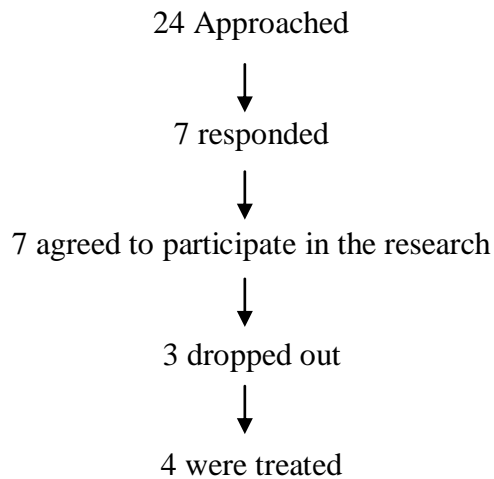 24 Approached
7 responded
7 agreed to participate in the research
3 dropped out
4 were treated